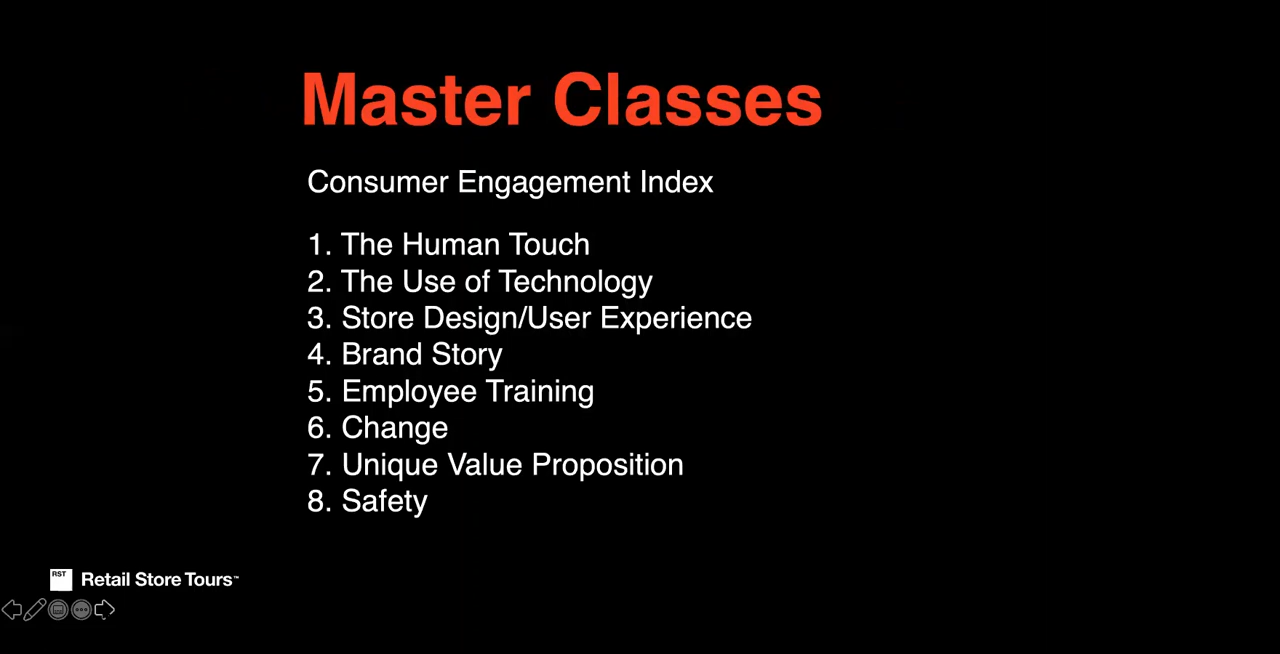 Master Classes
Consumer Engagement Index
1. The Human Touch
2. The Use of Technology
3. Store Design/User Experience
4. Brand Story
5. Employee Training
6. Change
7. Unique Value Proposition
8. Safety
RST Retail Store Tours™